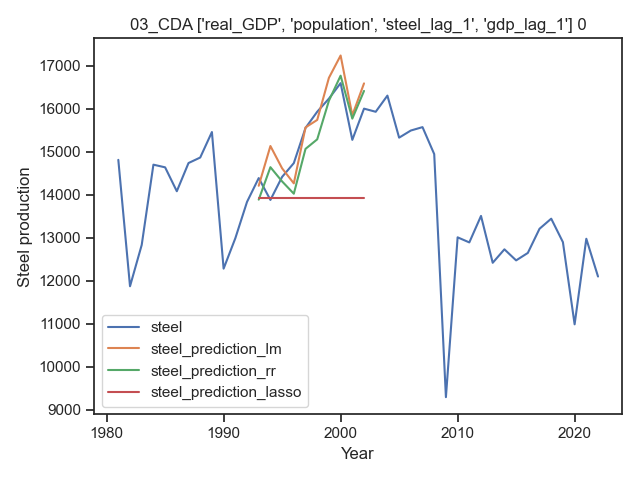 03_CDA ['real_GDP', 'population', 'steel_lag_1', 'gdp_lag_1'] 0
17000
16000
15000
14000
13000
12000
11000
10000
9000
Steel production
steel
steel_prediction_lm
steel_prediction_rr
steel_prediction_lasso
1980
1990
2000
2010
2020
Year